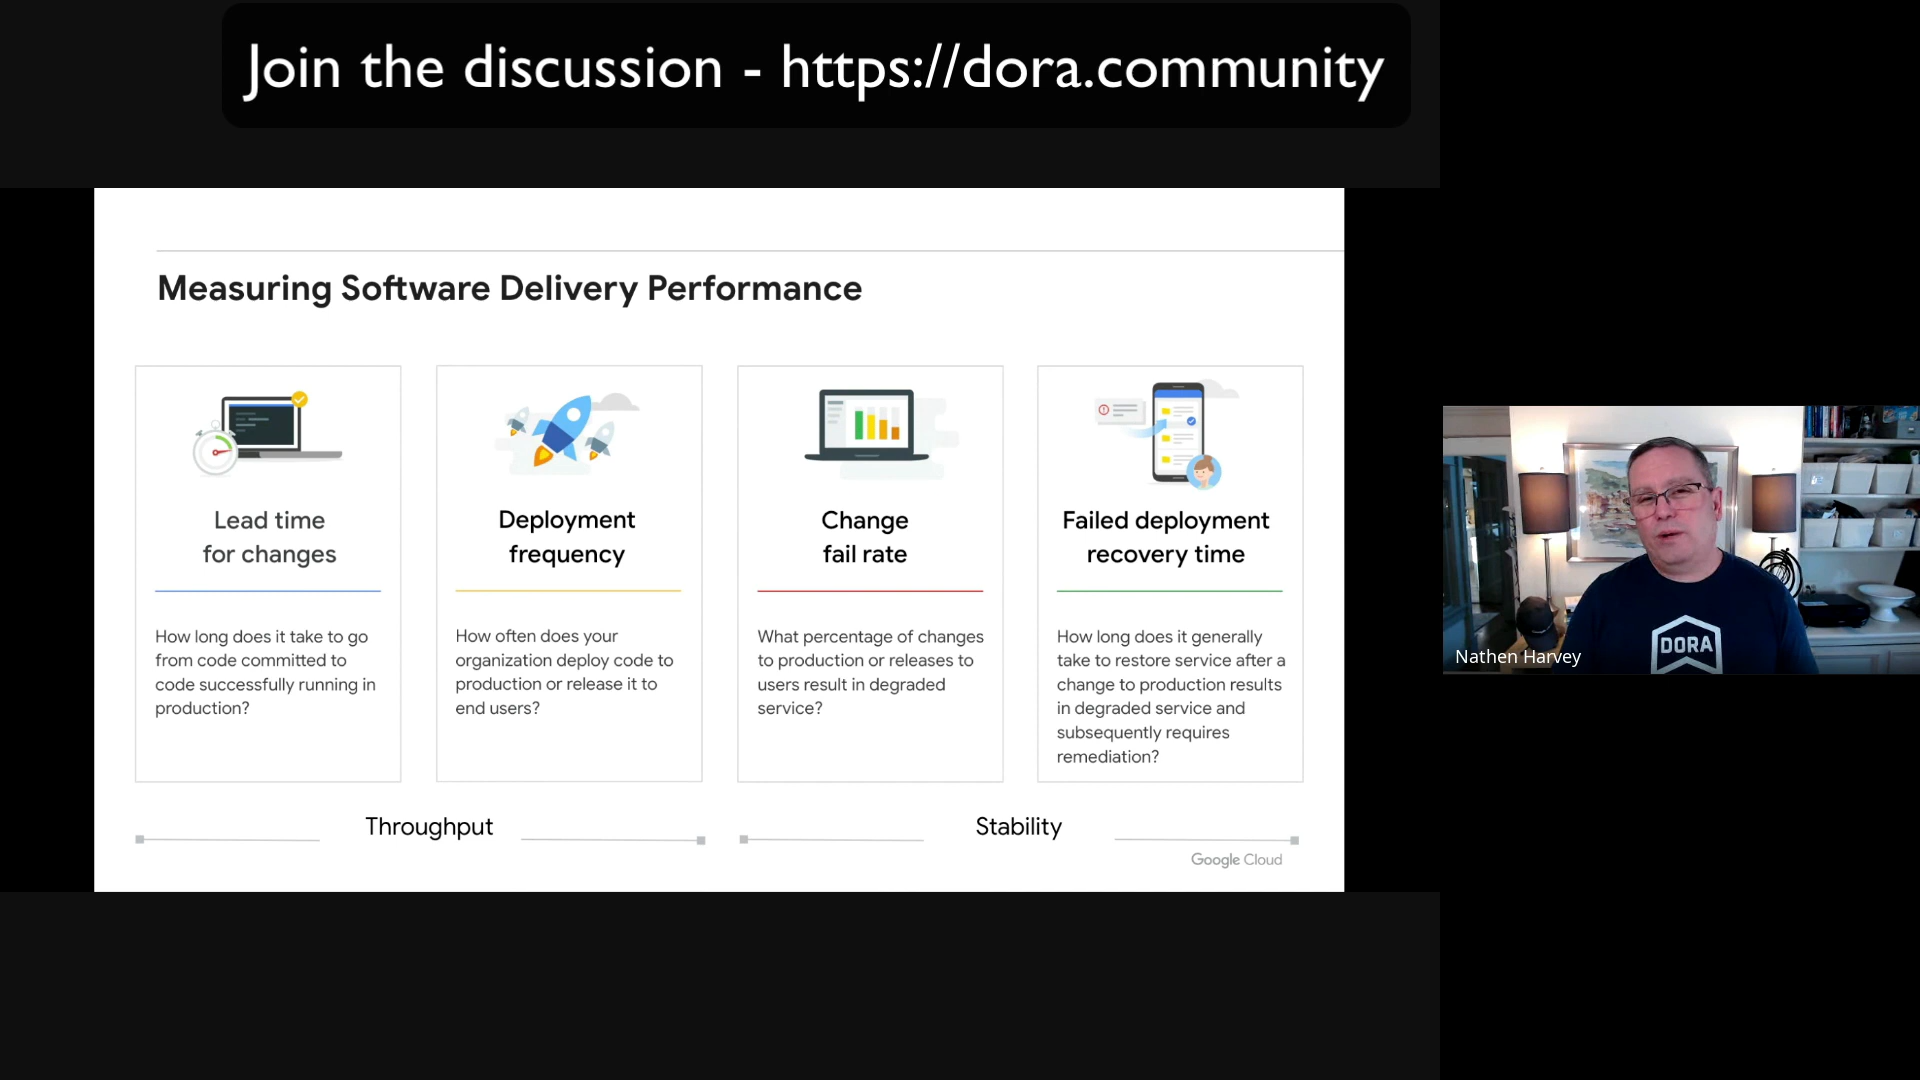 Join the discussion - https://dora.community
Measuring Software Delivery Performance
Lead time
for changes
How long does it take to go
from code committed to
code successfully running in
production?
Deployment
frequency
How often does your
organization deploy code to
production or release it to
end users?
Change
fail rate
What percentage of changes
to production or releases to
users result in degraded
service?
Failed deployment
recovery time
How long does it generally
take to restore service after a
change to production results
in degraded service and
subsequently requires
remediation?
Throughput
Stability
Google Cloud
DORA
Nathen Harvey